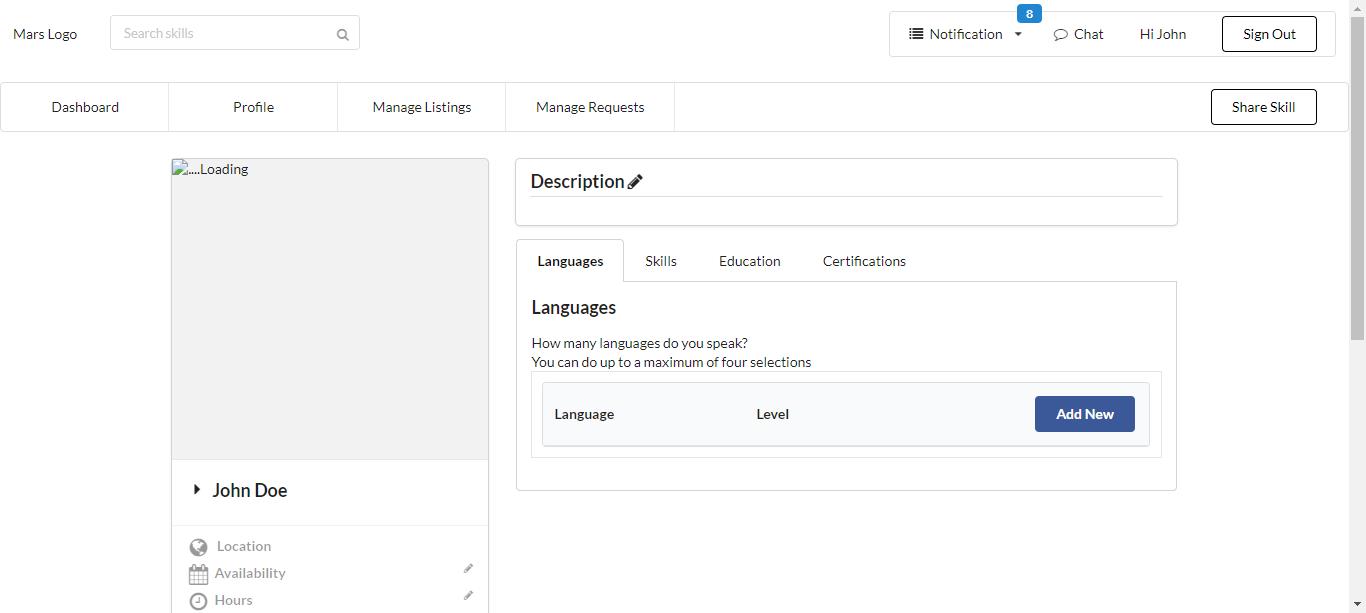 8
Mars Logo
Search skills
Notification
Chat
Hi John
Sign Out
Dashboard
Profile
Manage Listings
Manage Requests
Share Skill
....Loading
John Doe
Location
Availability
Hours
Description
Languages
Skills
Education
Certifications
Languages
How many languages do you speak?
You can do up to a maximum of four selections
Language
Level
Add New